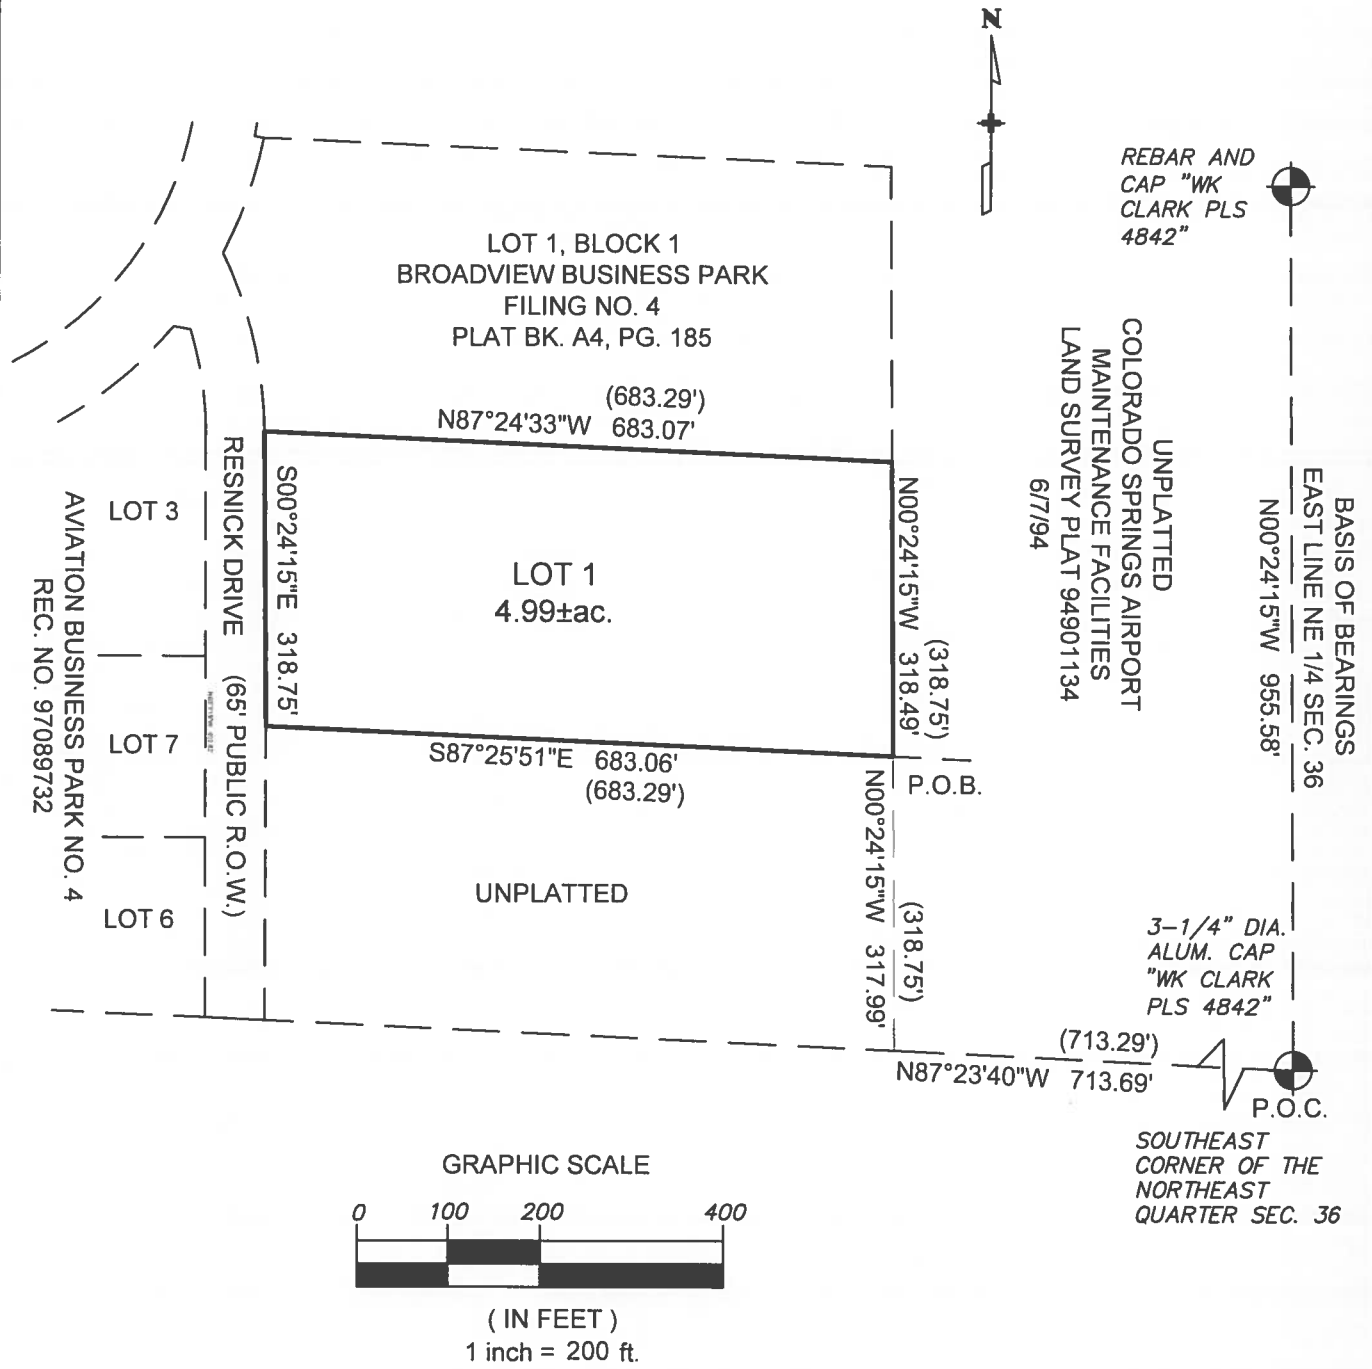 N
REBAR AND
CAP "WK
CLARK PLS
4842"
LOT 1, BLOCK 1
BROADVIEW BUSINESS PARK
FILING NO. 4
PLAT BK. A4, PG. 185
(683.29')
N87°24'33"W 683.07'
UNPLATTED
COLORADO SPRINGS AIRPORT
MAINTENANCE FACILITIES
LAND SURVEY PLAT 94901134
6/7/94
BASIS OF BEARINGS
EAST LINE NE 1/4 SEC. 36
N00°24'15"W 955.58'
LOT 3
RESNICK DRIVE (65' PUBLIC R.O.W.)
S00°24'15"E 318.75'
LOT 1
4.99±ac.
N00°24'15"W 318.49'
(318.75')
AVIATION BUSINESS PARK NO. 4
REC. NO. 97089732
LOT 7
S87°25'51"E 683.06'
(683.29')
P.O.B.
N00°24'15"W 317.99'
(318.75')
UNPLATTED
LOT 6
3-1/4" DIA.
ALUM. CAP
"WK CLARK
PLS 4842"
(713.29')
N87°23'40"W 713.69'
P.O.C.
SOUTHEAST
CORNER OF THE
NORTHEAST
QUARTER SEC. 36
GRAPHIC SCALE
0 100 200 400
( IN FEET )
1 inch = 200 ft.